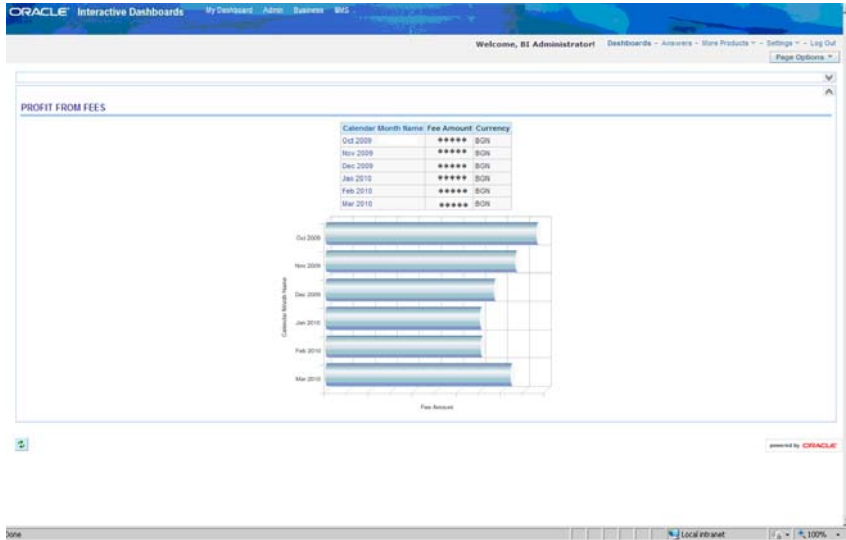 ORACLE Interactive Dashboards My Dashboard Admin Business BMS
Welcome, BI Administrator! Dashboards - Answers - More Products - Settings - Log Out
Page Options
PROFIT FROM FEES
Calendar Month Name Fee Amount Currency
Oct 2009 ***** BGN
Nov 2009 ***** BGN
Dec 2009 ***** BGN
Jan 2010 ***** BGN
Feb 2010 ***** BGN
Mar 2010 ***** BGN
Calendar Month Name
Oct 2009
Nov 2009
Dec 2009
Jan 2010
Feb 2010
Mar 2010
Fee Amount
powered by ORACLE
Done Local intranet 100%